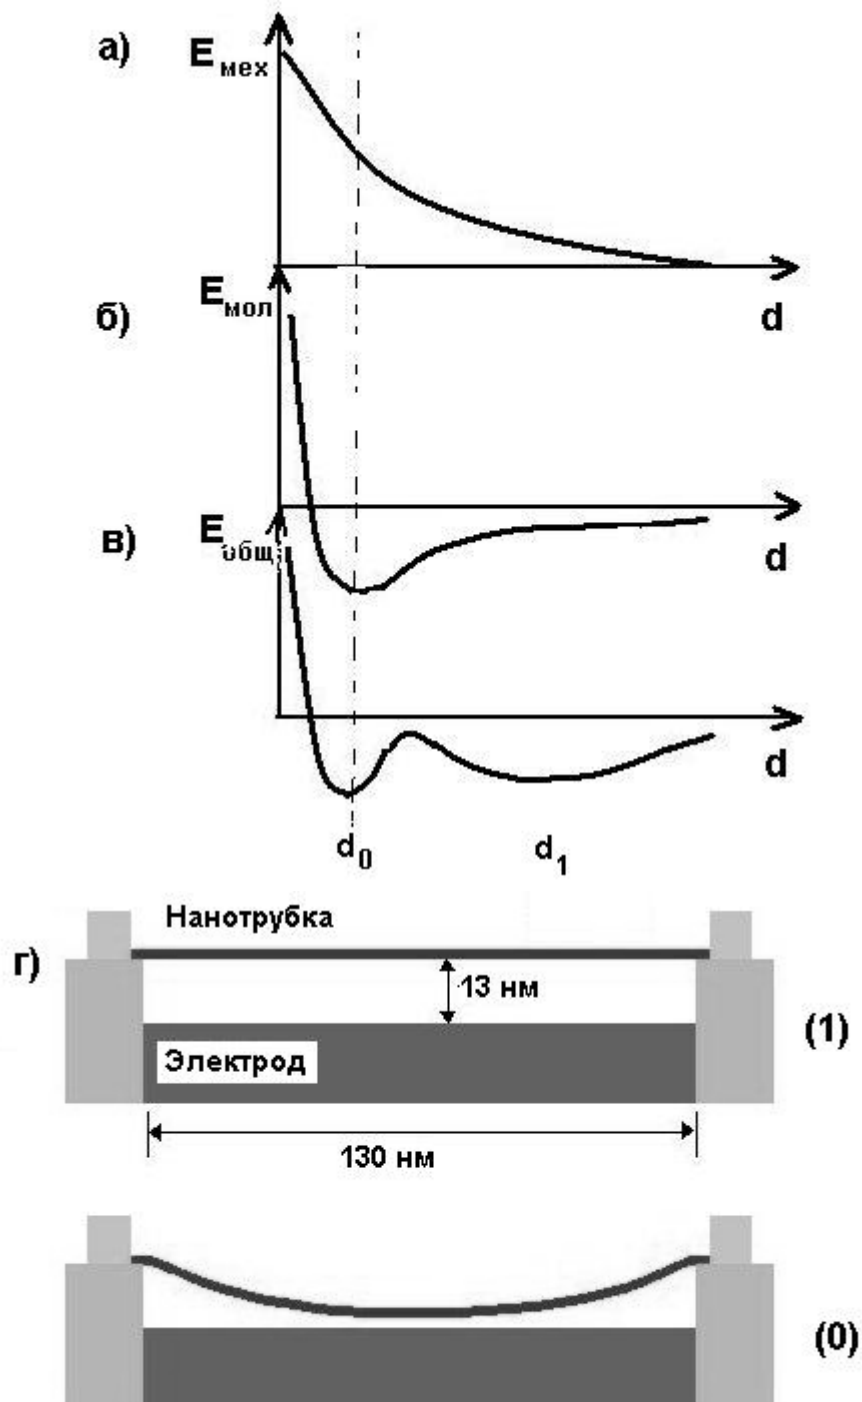 а)
Eмех
d
б)
Eмол
d
в)
Eобщ
d
d0
d1
г)
Нанотрубка
13 нм
(1)
Электрод
130 нм
(0)